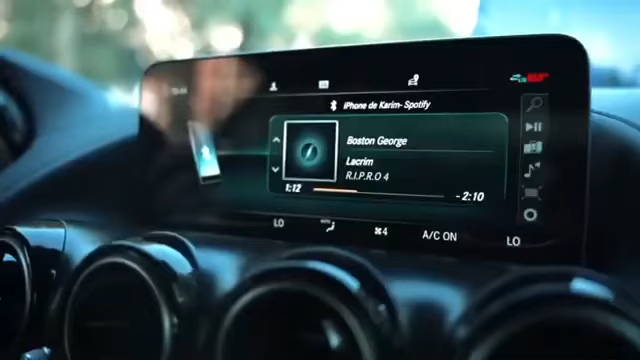 iPhone de Karim- Spotify
Boston George
Lacrim
R.I.P.R.O 4
1:12
-2:10
LO
4
A/C ON
LO